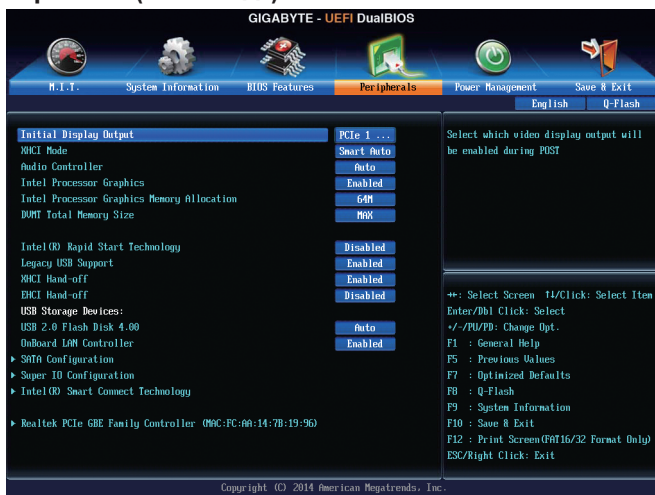 GIGABYTE - UEFI DualBIOS
M.I.T. System Information BIOS Features Peripherals Power Management Save & Exit
English Q-Flash
Initial Display Output PCIe 1 ...
XHCI Mode Smart Auto
Audio Controller Auto
Intel Processor Graphics Enabled
Intel Processor Graphics Memory Allocation 64M
DVMT Total Memory Size MAX
Intel(R) Rapid Start Technology Disabled
Legacy USB Support Enabled
XHCI Hand-off Enabled
EHCI Hand-off Disabled
USB Storage Devices:
USB 2.0 Flash Disk 4.00 Auto
OnBoard LAN Controller Enabled
SATA Configuration
Super IO Configuration
Intel(R) Smart Connect Technology
Realtek PCIe GBE Family Controller (MAC:FC:AA:14:7B:19:96)
Select which video display output will
be enabled during POST
↔: Select Screen ↑↓/Click: Select Item
Enter/Dbl Click: Select
+/-/PU/PD: Change Opt.
F1 : General Help
F5 : Previous Values
F7 : Optimized Defaults
F8 : Q-Flash
F9 : System Information
F10 : Save & Exit
F12 : Print Screen(FAT16/32 Format Only)
ESC/Right Click: Exit
Copyright (C) 2014 American Megatrends, Inc.